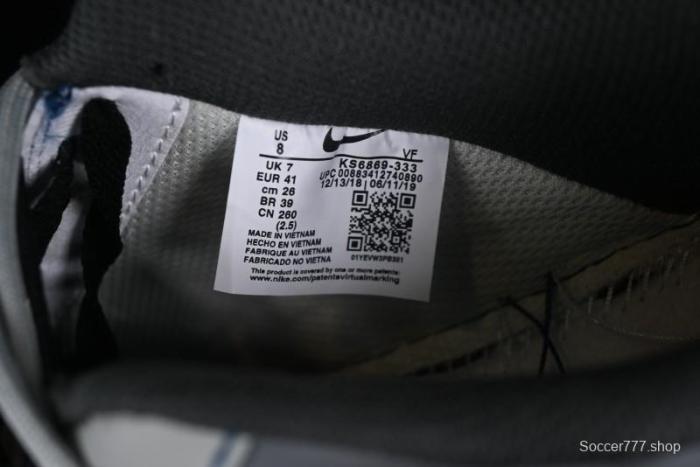 US
8
VF
UK 7
EUR 41
cm 26
BR 39
CN 260
(2.5)
KS6869-333
UPC 00883412740890
12/13/18 | 06/11/19
01YEVW3PB301
MADE IN VIETNAM
HECHO EN VIETNAM
FABRIQUE AU VIETNAM
FABRICADO NO VIETNA
This product is covered by one or more patents:
www.nike.com/patentsvirtualmarking
Soccer777.shop